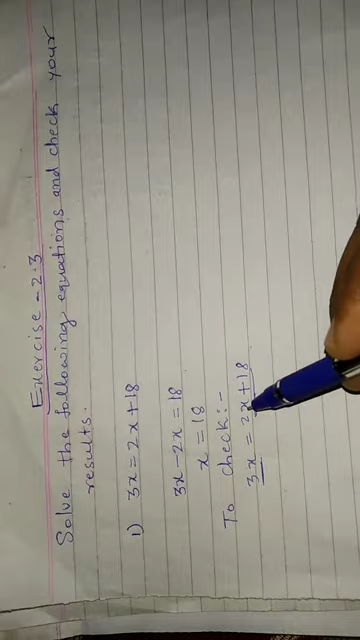 Exercise - 2.3
Solve the following equations and check your
results.
1) 3x = 2x + 18
3x - 2x = 18
x = 18
To check :-
3x = 2x + 18